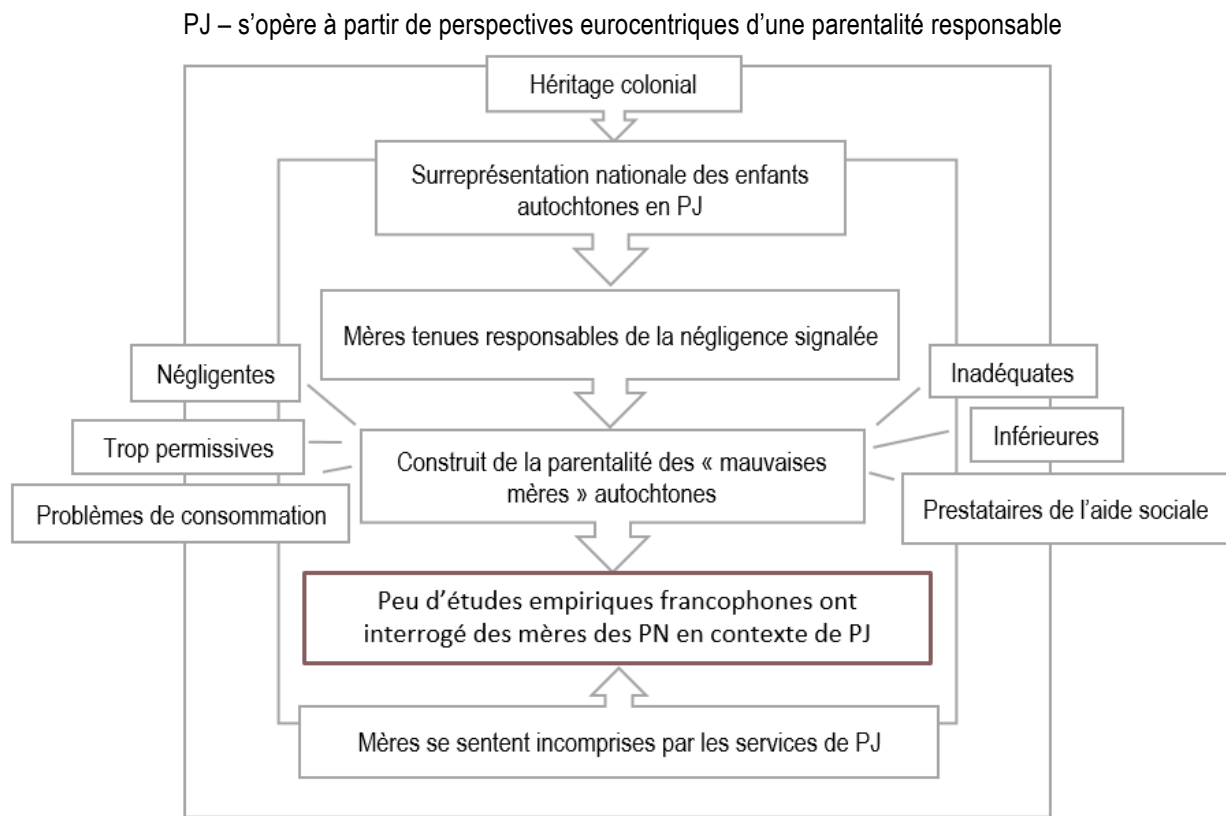 PJ – s’opère à partir de perspectives eurocentriques d’une parentalité responsable
Héritage colonial
Surreprésentation nationale des enfants
autochtones en PJ
Mères tenues responsables de la négligence signalée
Négligentes
Inadéquates
Trop permissives
Inférieures
Construit de la parentalité des « mauvaises
mères » autochtones
Problèmes de consommation
Prestataires de l’aide sociale
Peu d’études empiriques francophones ont
interrogé des mères des PN en contexte de PJ
Mères se sentent incomprises par les services de PJ